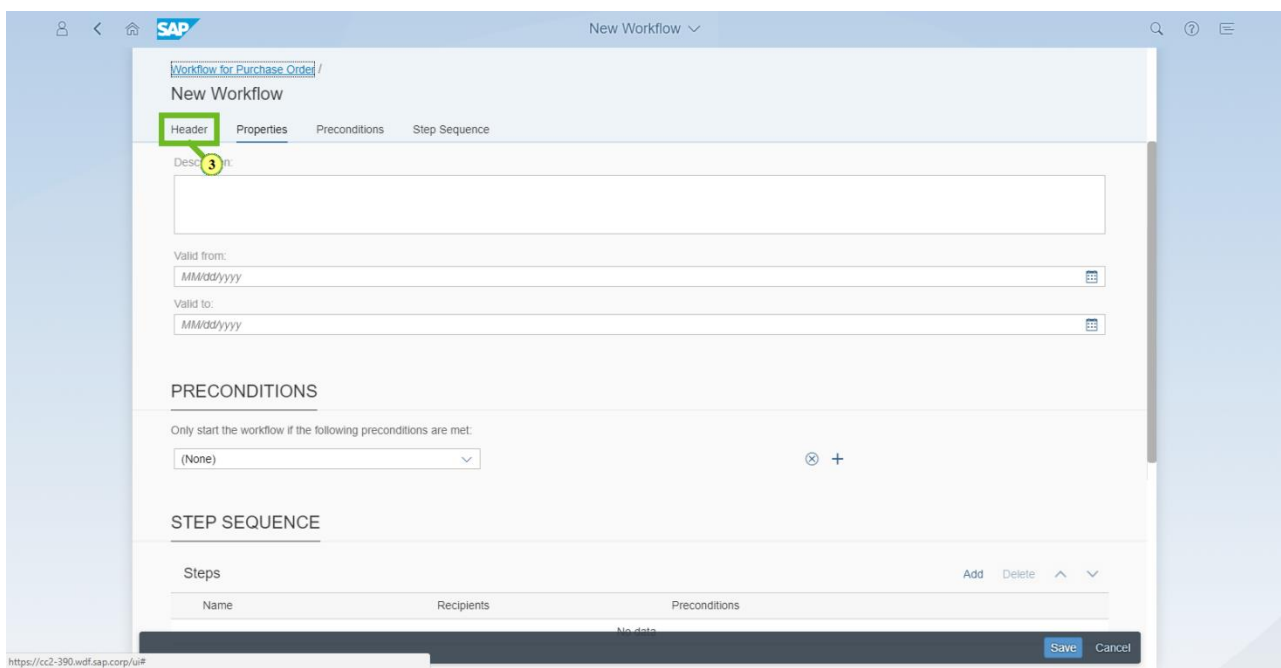 SAP
New Workflow
Workflow for Purchase Order /
New Workflow
Header Properties Preconditions Step Sequence
3
Valid from:
MM/dd/yyyy
Valid to:
MM/dd/yyyy
PRECONDITIONS
Only start the workflow if the following preconditions are met:
(None)
STEP SEQUENCE
Steps Add Delete
Name Recipients Preconditions
No data
Save Cancel
https://cc2-390.wdf.sap.corp/ui#